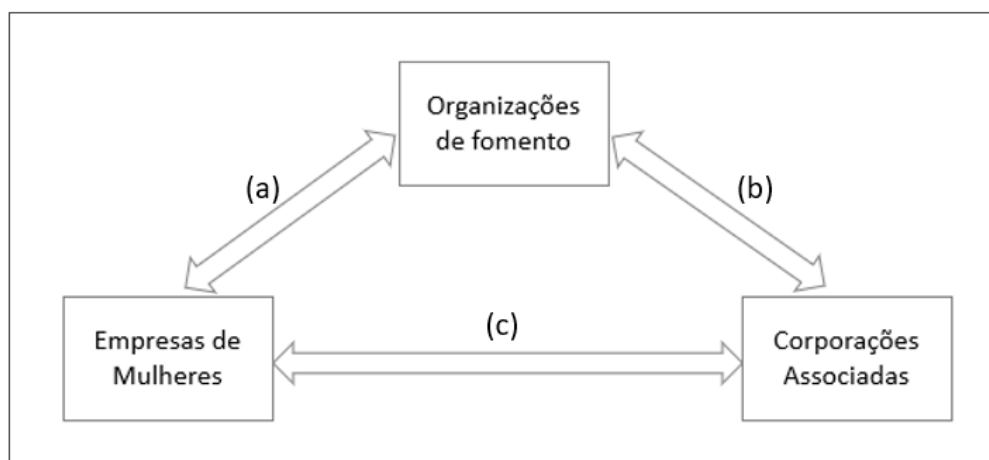 Organizações
de fomento
(a)
(b)
(c)
Empresas de
Mulheres
Corporações
Associadas